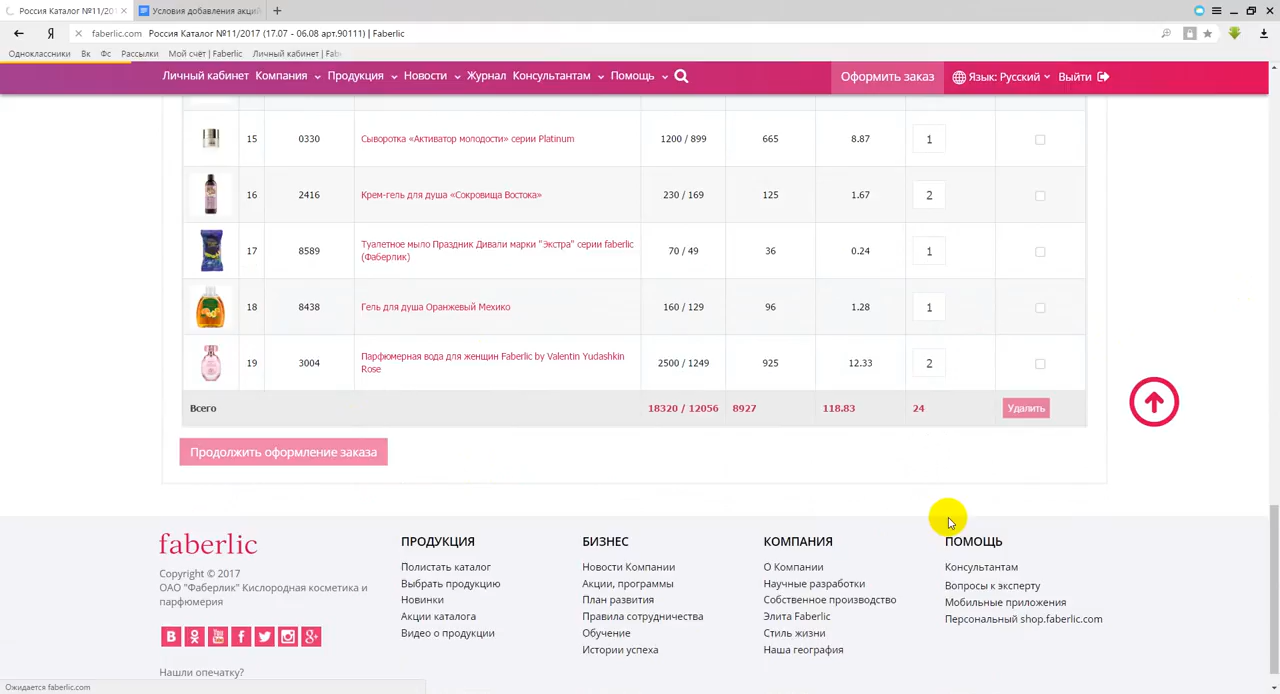 Россия Каталог №11/201 ×
Условия добавления акций
faberlic.com Россия Каталог №11/2017 (17.07 - 06.08 арт.90111) | Faberlic
Одноклассники Вк Фс Рассылки Мой счёт | Faberlic Личный кабинет | Fab
Личный кабинет Компания Продукция Новости Журнал Консультантам Помощь Оформить заказ Язык: Русский Выйти
15 0330 Сыворотка «Активатор молодости» серии Platinum 1200 / 899 665 8.87 1
16 2416 Крем-гель для душа «Сокровища Востока» 230 / 169 125 1.67 2
17 8589 Туалетное мыло Праздник Дивали марки "Экстра" серии faberlic (Фаберлик) 70 / 49 36 0.24 1
18 8438 Гель для душа Оранжевый Мехико 160 / 129 96 1.28 1
19 3004 Парфюмерная вода для женщин Faberlic by Valentin Yudashkin Rose 2500 / 1249 925 12.33 2
Всего 18320 / 12056 8927 118.83 24 Удалить
Продолжить оформление заказа
faberlic
Copyright © 2017
ОАО "Фаберлик" Кислородная косметика и
парфюмерия
Нашли опечатку?
ПРОДУКЦИЯ
Полистать каталог
Выбрать продукцию
Новинки
Акции каталога
Видео о продукции
БИЗНЕС
Новости Компании
Акции, программы
План развития
Правила сотрудничества
Обучение
Истории успеха
КОМПАНИЯ
О Компании
Научные разработки
Собственное производство
Элита Faberlic
Стиль жизни
Наша география
ПОМОЩЬ
Консультантам
Вопросы к эксперту
Мобильные приложения
Персональный shop.faberlic.com
Ожидается faberlic.com